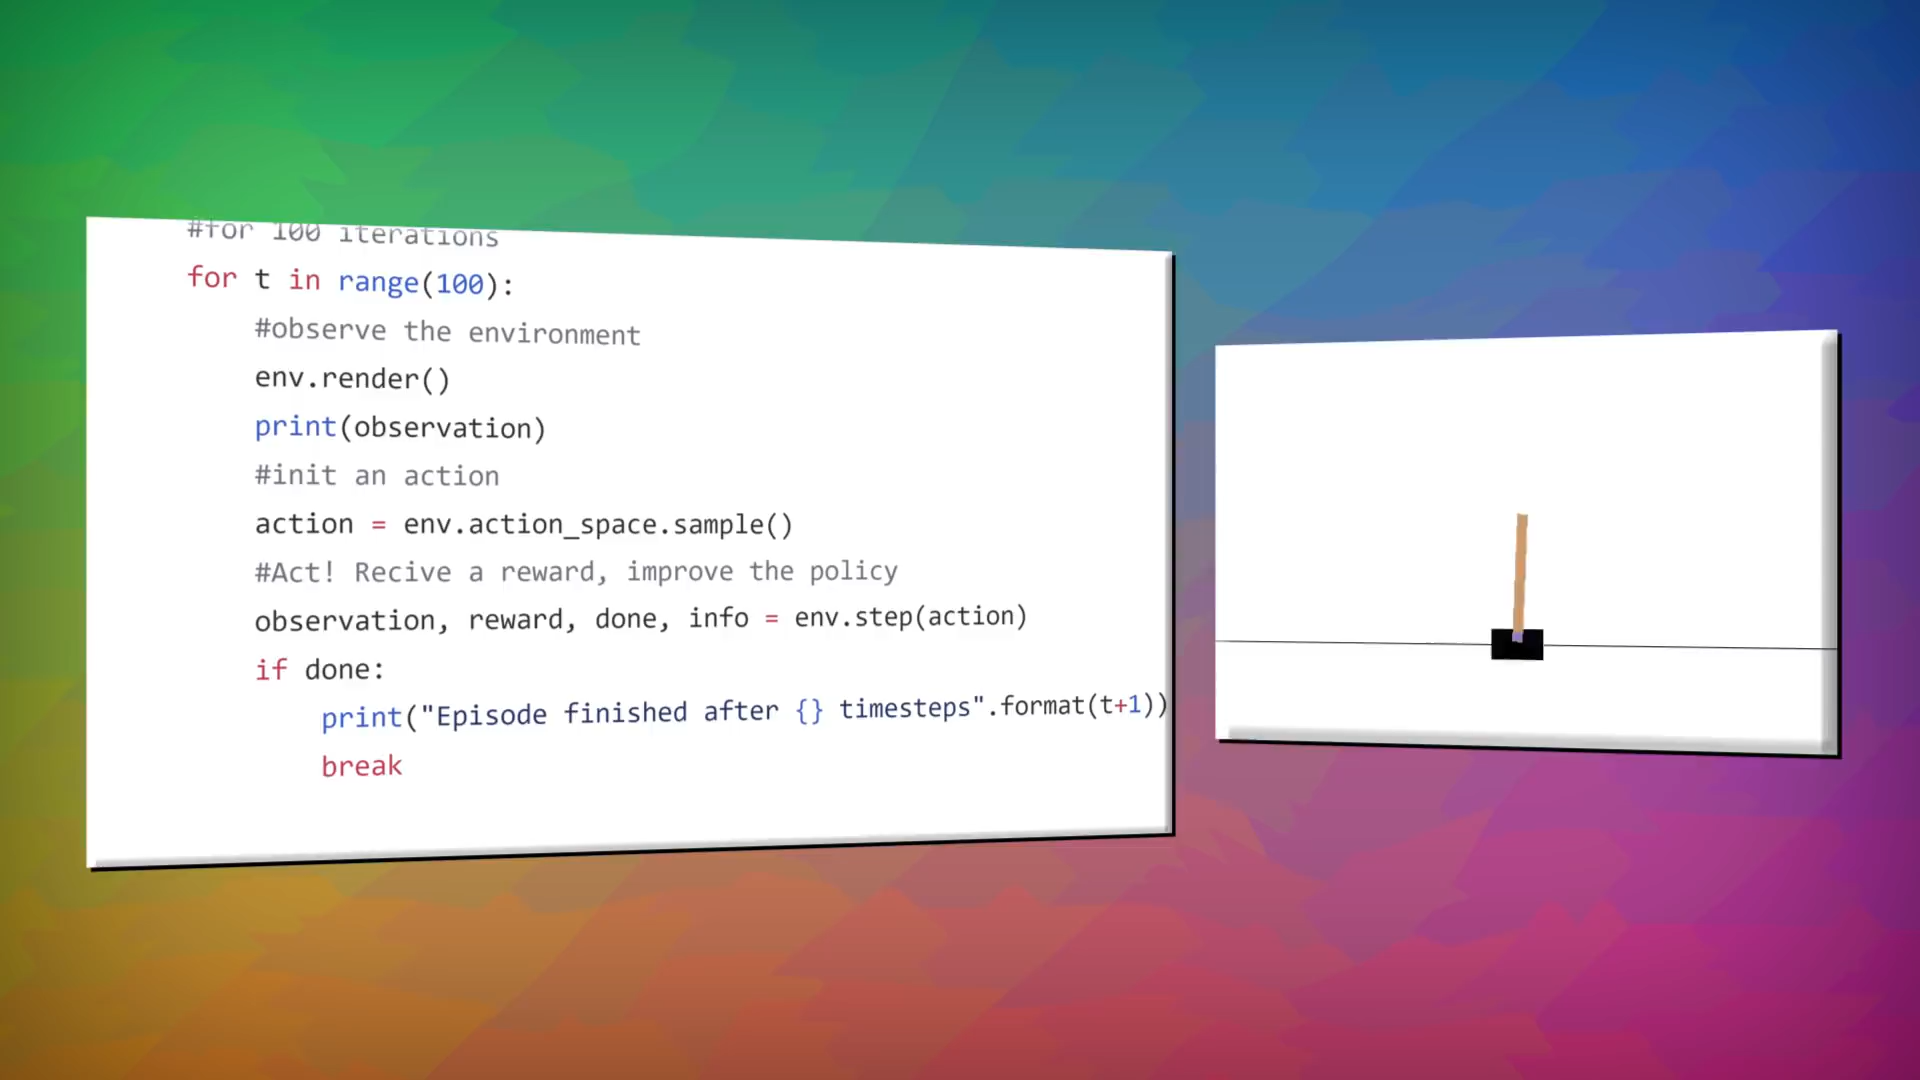 #for 100 iterations
for t in range(100):
#observe the environment
env.render()
print(observation)
#init an action
action = env.action_space.sample()
#Act! Recive a reward, improve the policy
observation, reward, done, info = env.step(action)
if done:
print("Episode finished after {} timesteps".format(t+1))
break